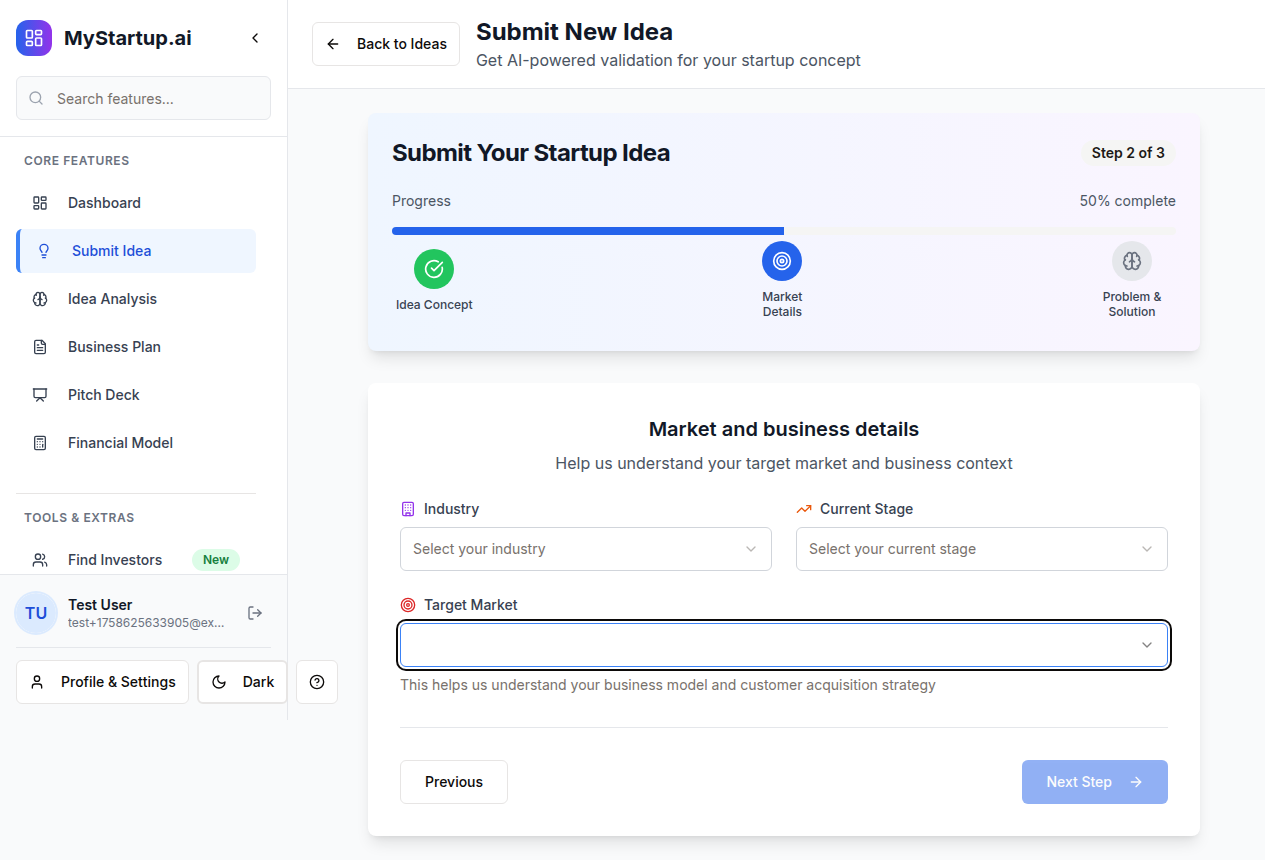 MyStartup.ai
Search features...
CORE FEATURES
Dashboard
Submit Idea
Idea Analysis
Business Plan
Pitch Deck
Financial Model
TOOLS & EXTRAS
Find Investors
New
TU
Test User
test+1758625633905@ex...
Profile & Settings
Dark
Back to Ideas
Submit New Idea
Get AI-powered validation for your startup concept
Submit Your Startup Idea
Step 2 of 3
Progress
50% complete
Idea Concept
Market
Details
Problem &
Solution
Market and business details
Help us understand your target market and business context
Industry
Current Stage
Select your industry
Select your current stage
Target Market
This helps us understand your business model and customer acquisition strategy
Previous
Next Step